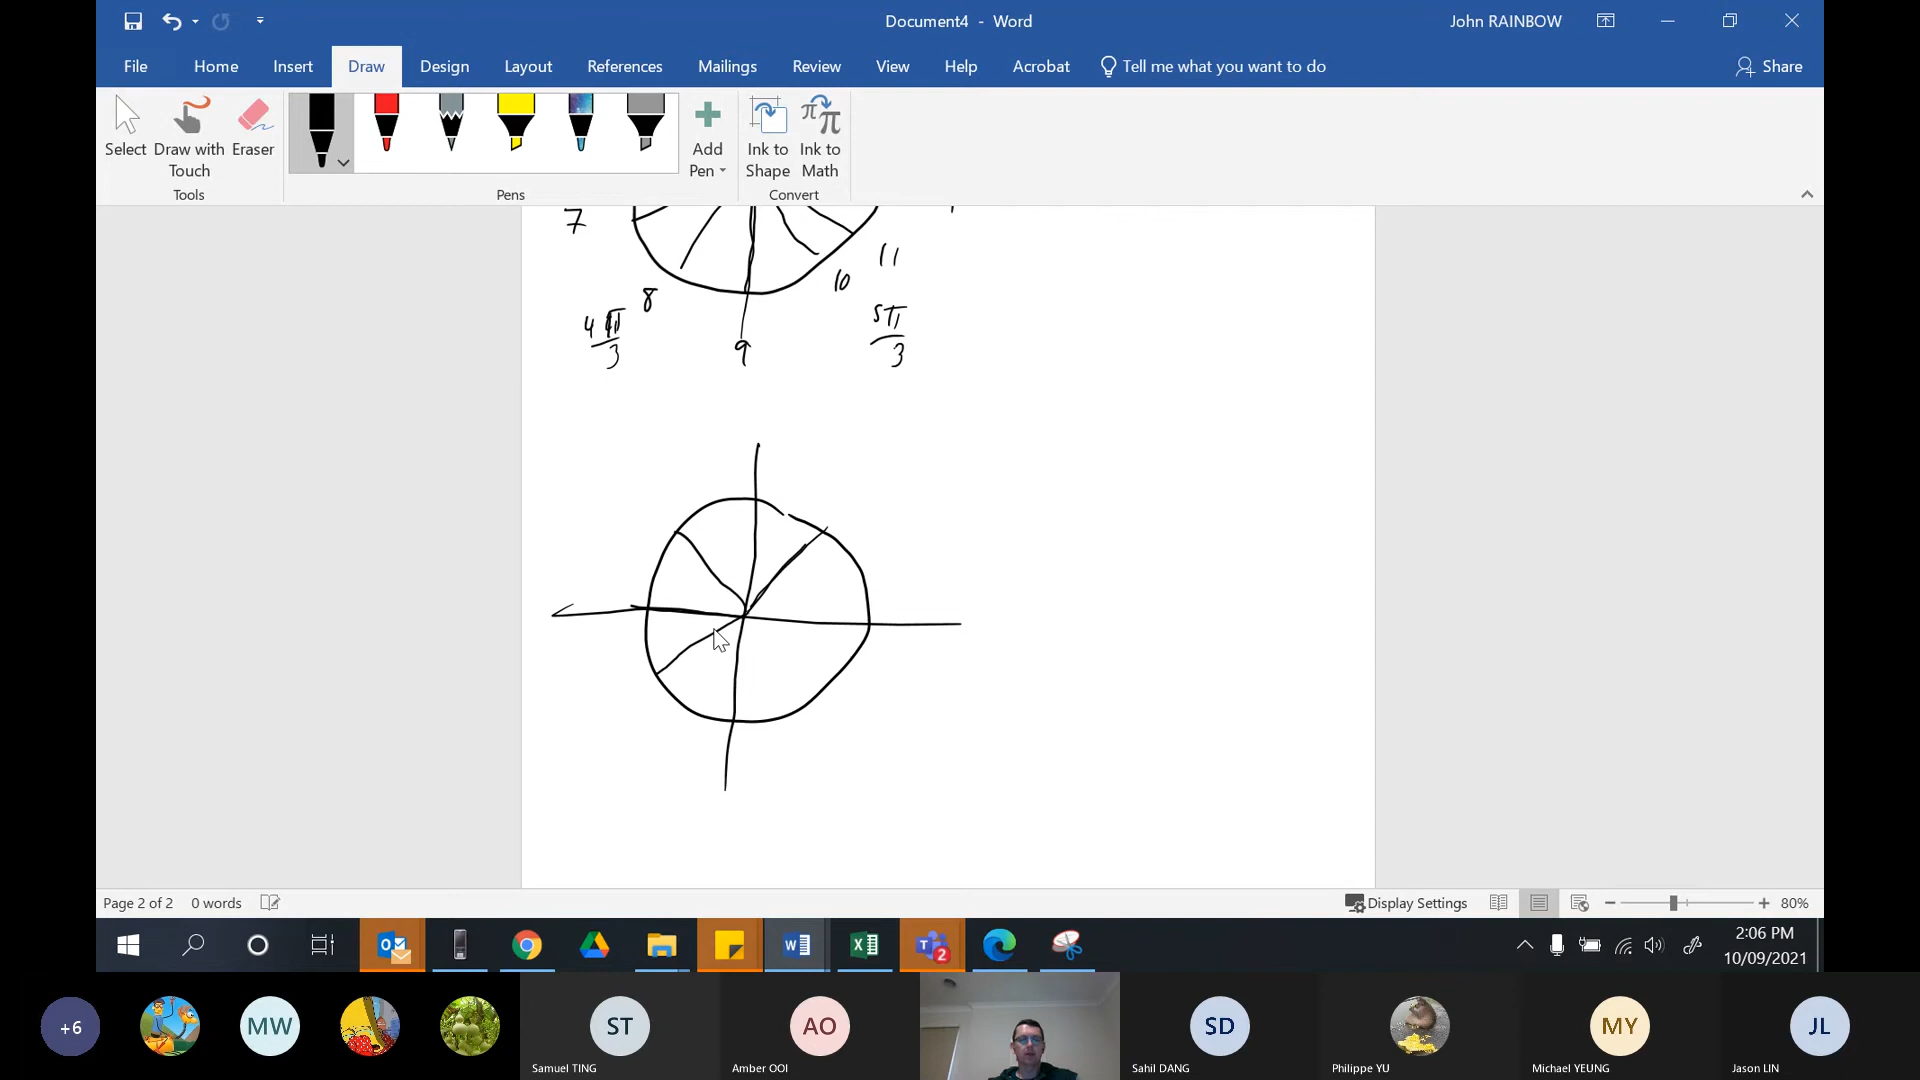 Document4 - Word
John RAINBOW
File Home Insert Draw Design Layout References Mailings Review View Help Acrobat Tell me what you want to do Share
Select Draw with Touch Eraser Add Pen Ink to Shape Ink to Math
Tools Pens Convert
7
11
10
8
4π/3
5π/3
9
Page 2 of 2 0 words Display Settings 80%
2
2:06 PM
10/09/2021
+6 MW ST AO SD MY JL
Samuel TING Amber OOI Sahil DANG Philippe YU Michael YEUNG Jason LIN